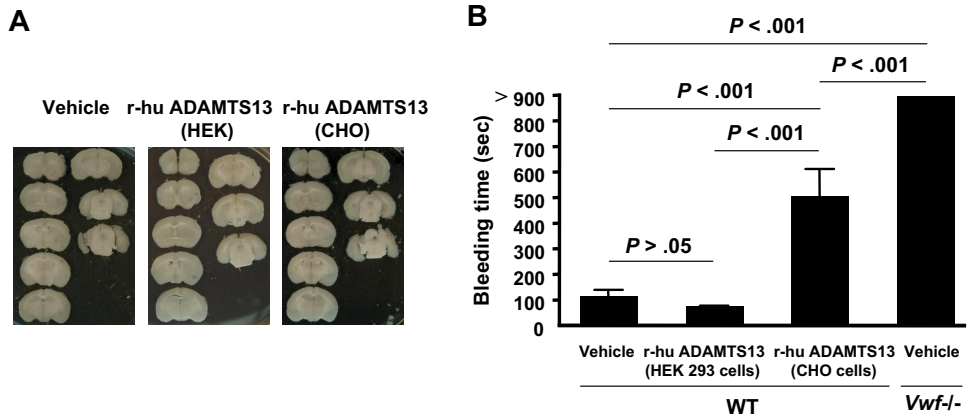 A
Vehicle r-hu ADAMTS13 r-hu ADAMTS13
(HEK) (CHO)
B
P < .001
P < .001
P < .001
P < .001
P > .05
Bleeding time (sec)
> 900
800
700
600
500
400
300
200
100
0
Vehicle r-hu ADAMTS13 r-hu ADAMTS13 Vehicle
(HEK 293 cells) (CHO cells)
WT Vwf-/-